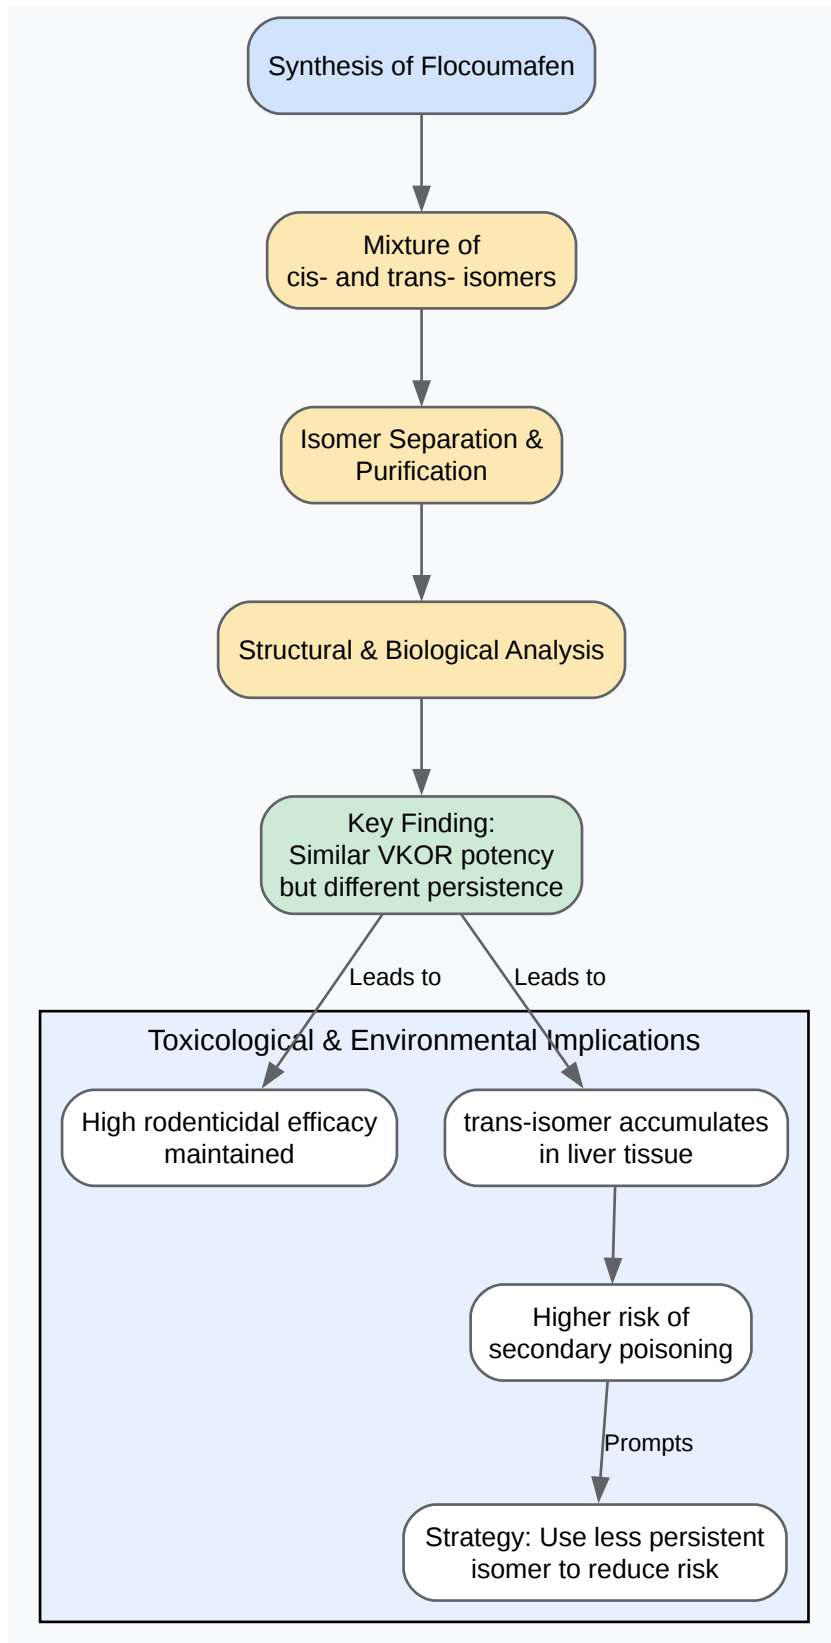 Synthesis of Flocoumafen
Mixture of
cis- and trans- isomers
Isomer Separation &
Purification
Structural & Biological Analysis
Key Finding:
Similar VKOR potency
but different persistence
Leads to
Leads to
Toxicological & Environmental Implications
High rodenticidal efficacy
maintained
trans-isomer accumulates
in liver tissue
Higher risk of
secondary poisoning
Prompts
Strategy: Use less persistent
isomer to reduce risk